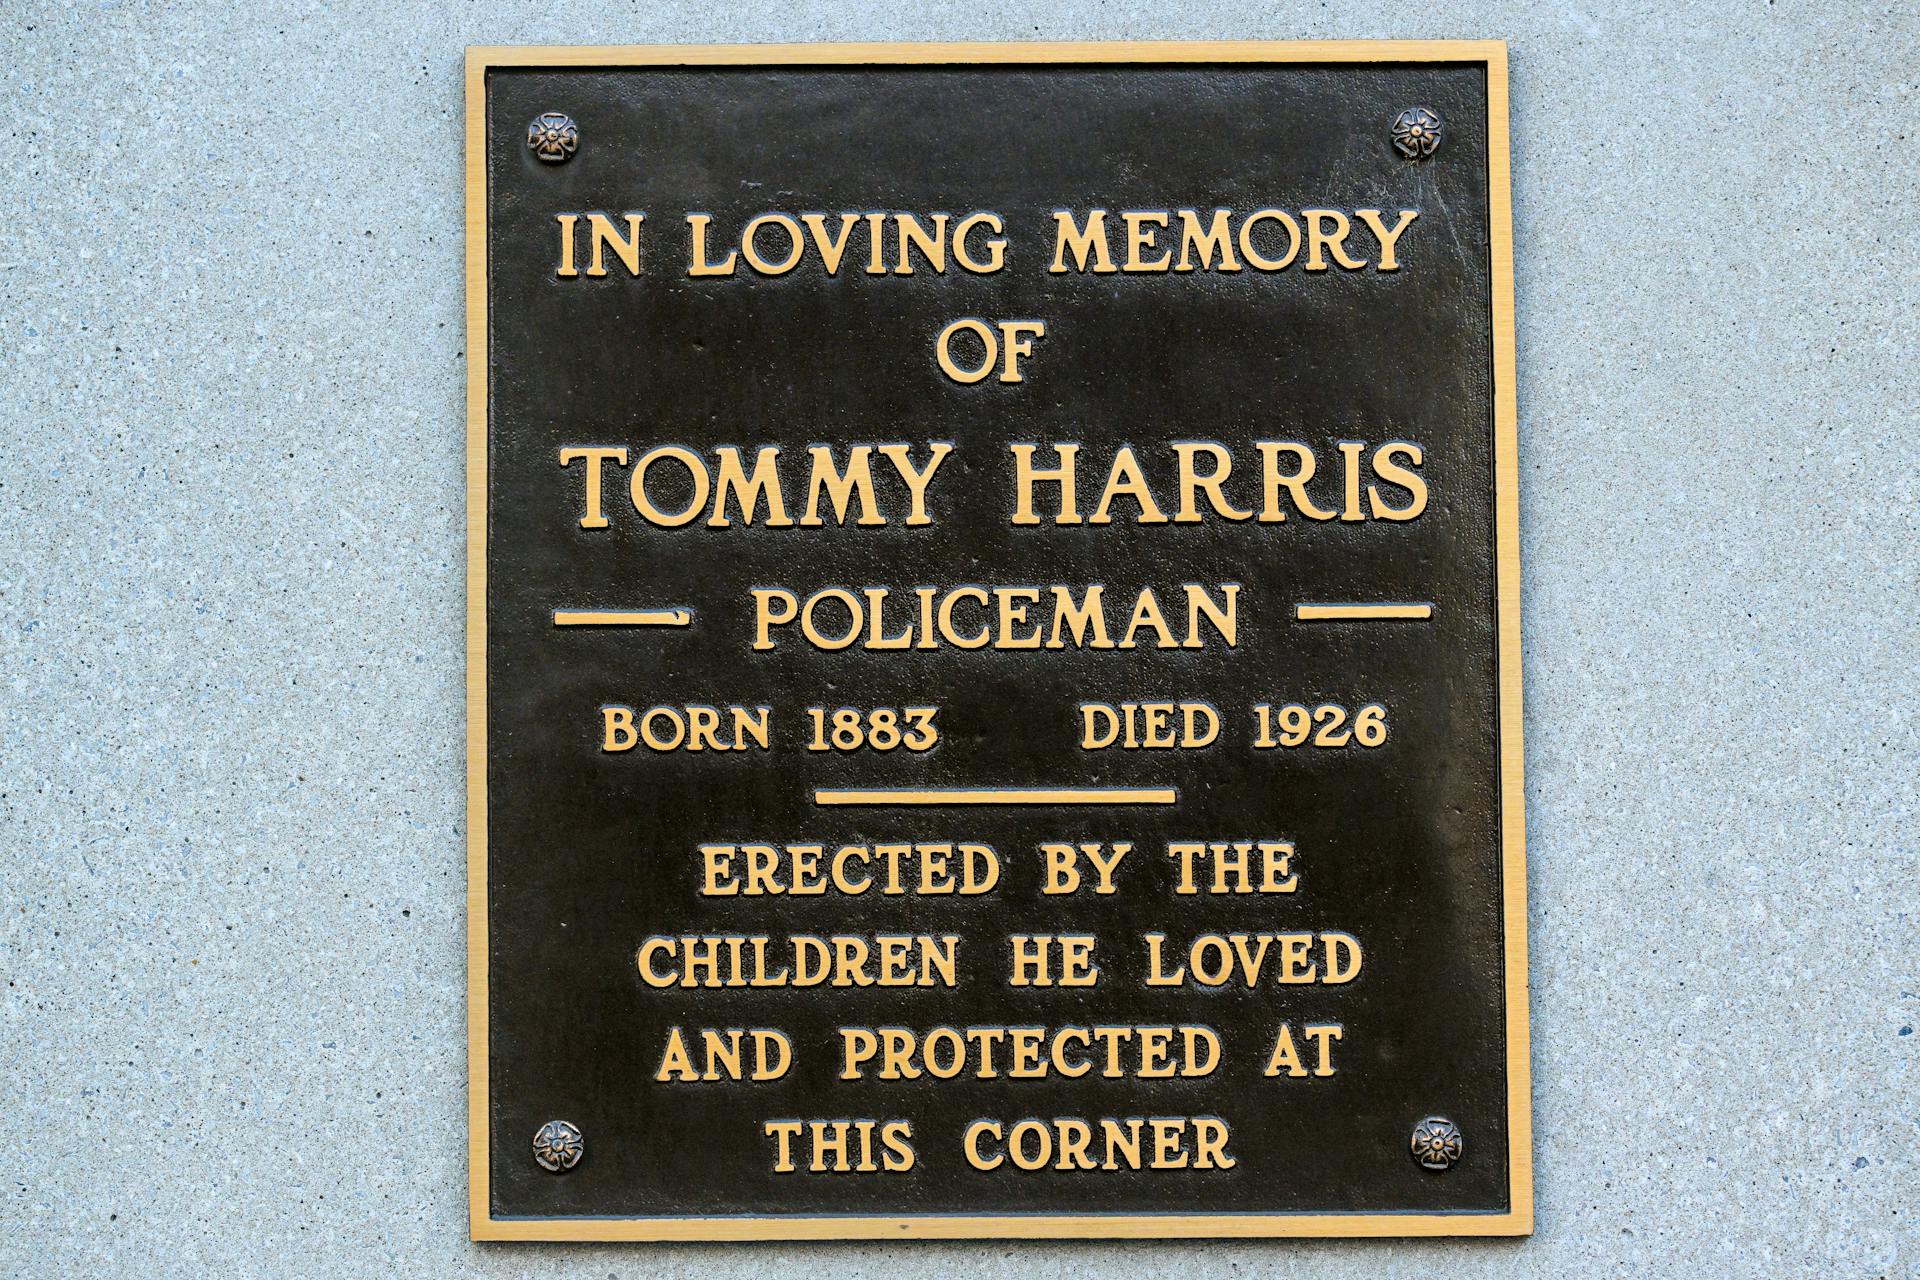 IN LOVING MEMORY
OF
TOMMY HARRIS
POLICEMAN
BORN 1883 DIED 1926
ERECTED BY THE
CHILDREN HE LOVED
AND PROTECTED AT
THIS CORNER